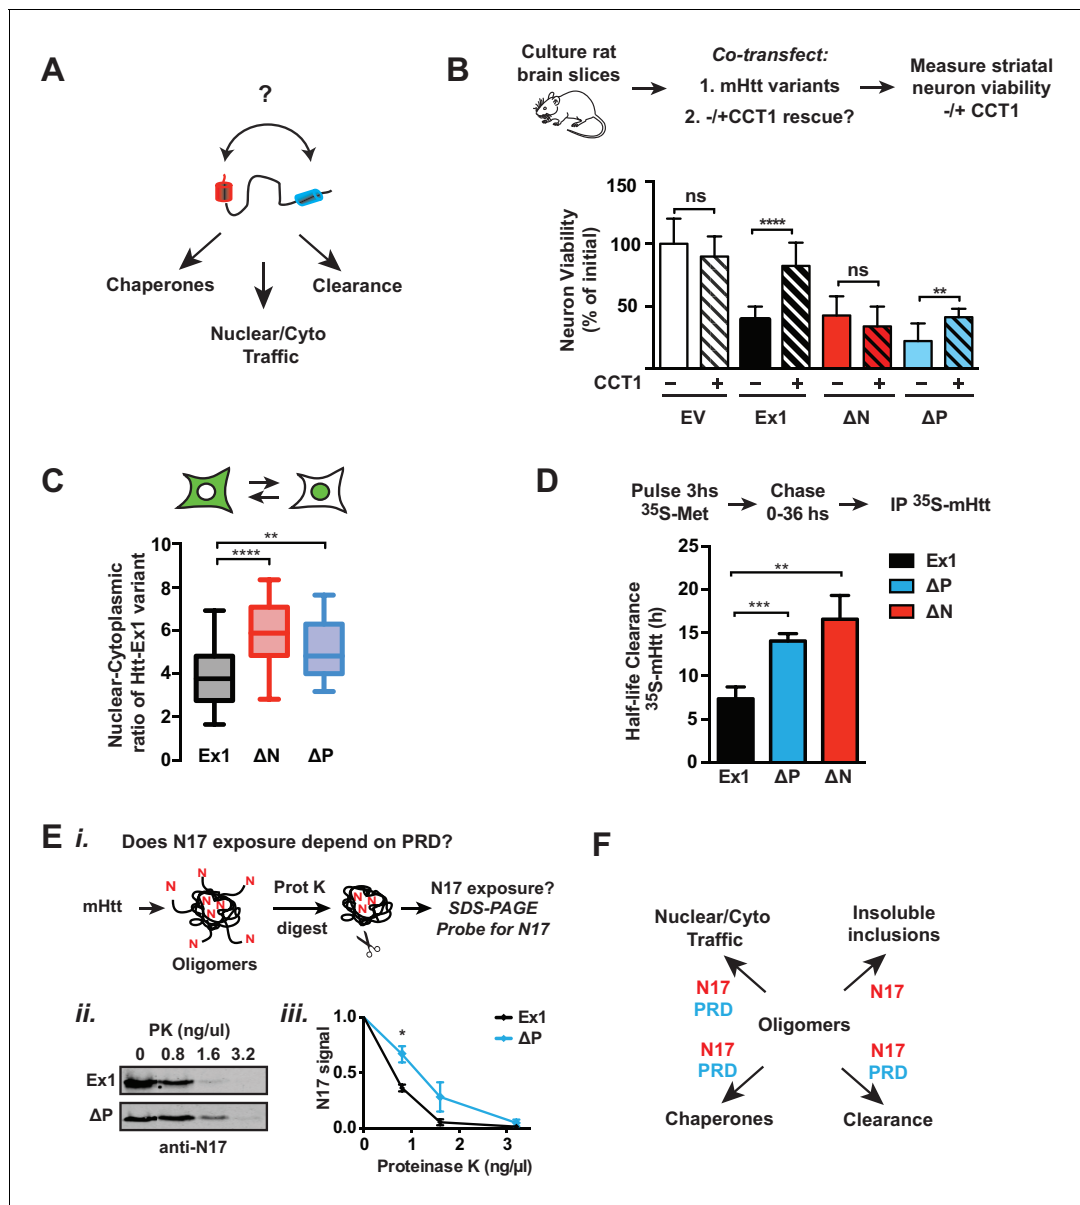 A
?
Chaperones
Clearance
Nuclear/Cyto
Traffic
B
Culture rat
brain slices
Co-transfect:
1. mHtt variants
2. -/+CCT1 rescue?
Measure striatal
neuron viability
-/+ CCT1
Neuron Viability
(% of initial)
150
100
50
ns
****
ns
**
CCT1 − + − + − + − +
EV Ex1 ΔN ΔP
C
Nuclear-Cytoplasmic
ratio of Htt-Ex1 variant
10
8
6
4
2
0
**
****
Ex1 ΔN ΔP
D
Pulse 3hs
³⁵S-Met
Chase
0-36 hs
IP ³⁵S-mHtt
Half-life Clearance
³⁵S-mHtt (h)
25
20
15
10
5
0
**
***
Ex1 ΔP ΔN
Ex1
ΔP
ΔN
E i. Does N17 exposure depend on PRD?
mHtt
N
N
N
N
N
N
N
N
Oligomers
Prot K
digest
N
N
N
N17 exposure?
SDS-PAGE
Probe for N17
ii.
PK (ng/ul)
0 0.8 1.6 3.2
Ex1
ΔP
anti-N17
iii.
N17 signal
1.0
0.5
0.0
*
Ex1
ΔP
0 1 2 3
Proteinase K (ng/µl)
F
Nuclear/Cyto
Traffic
Insoluble
inclusions
N17
PRD
N17
Oligomers
N17
PRD
N17
PRD
Chaperones
Clearance